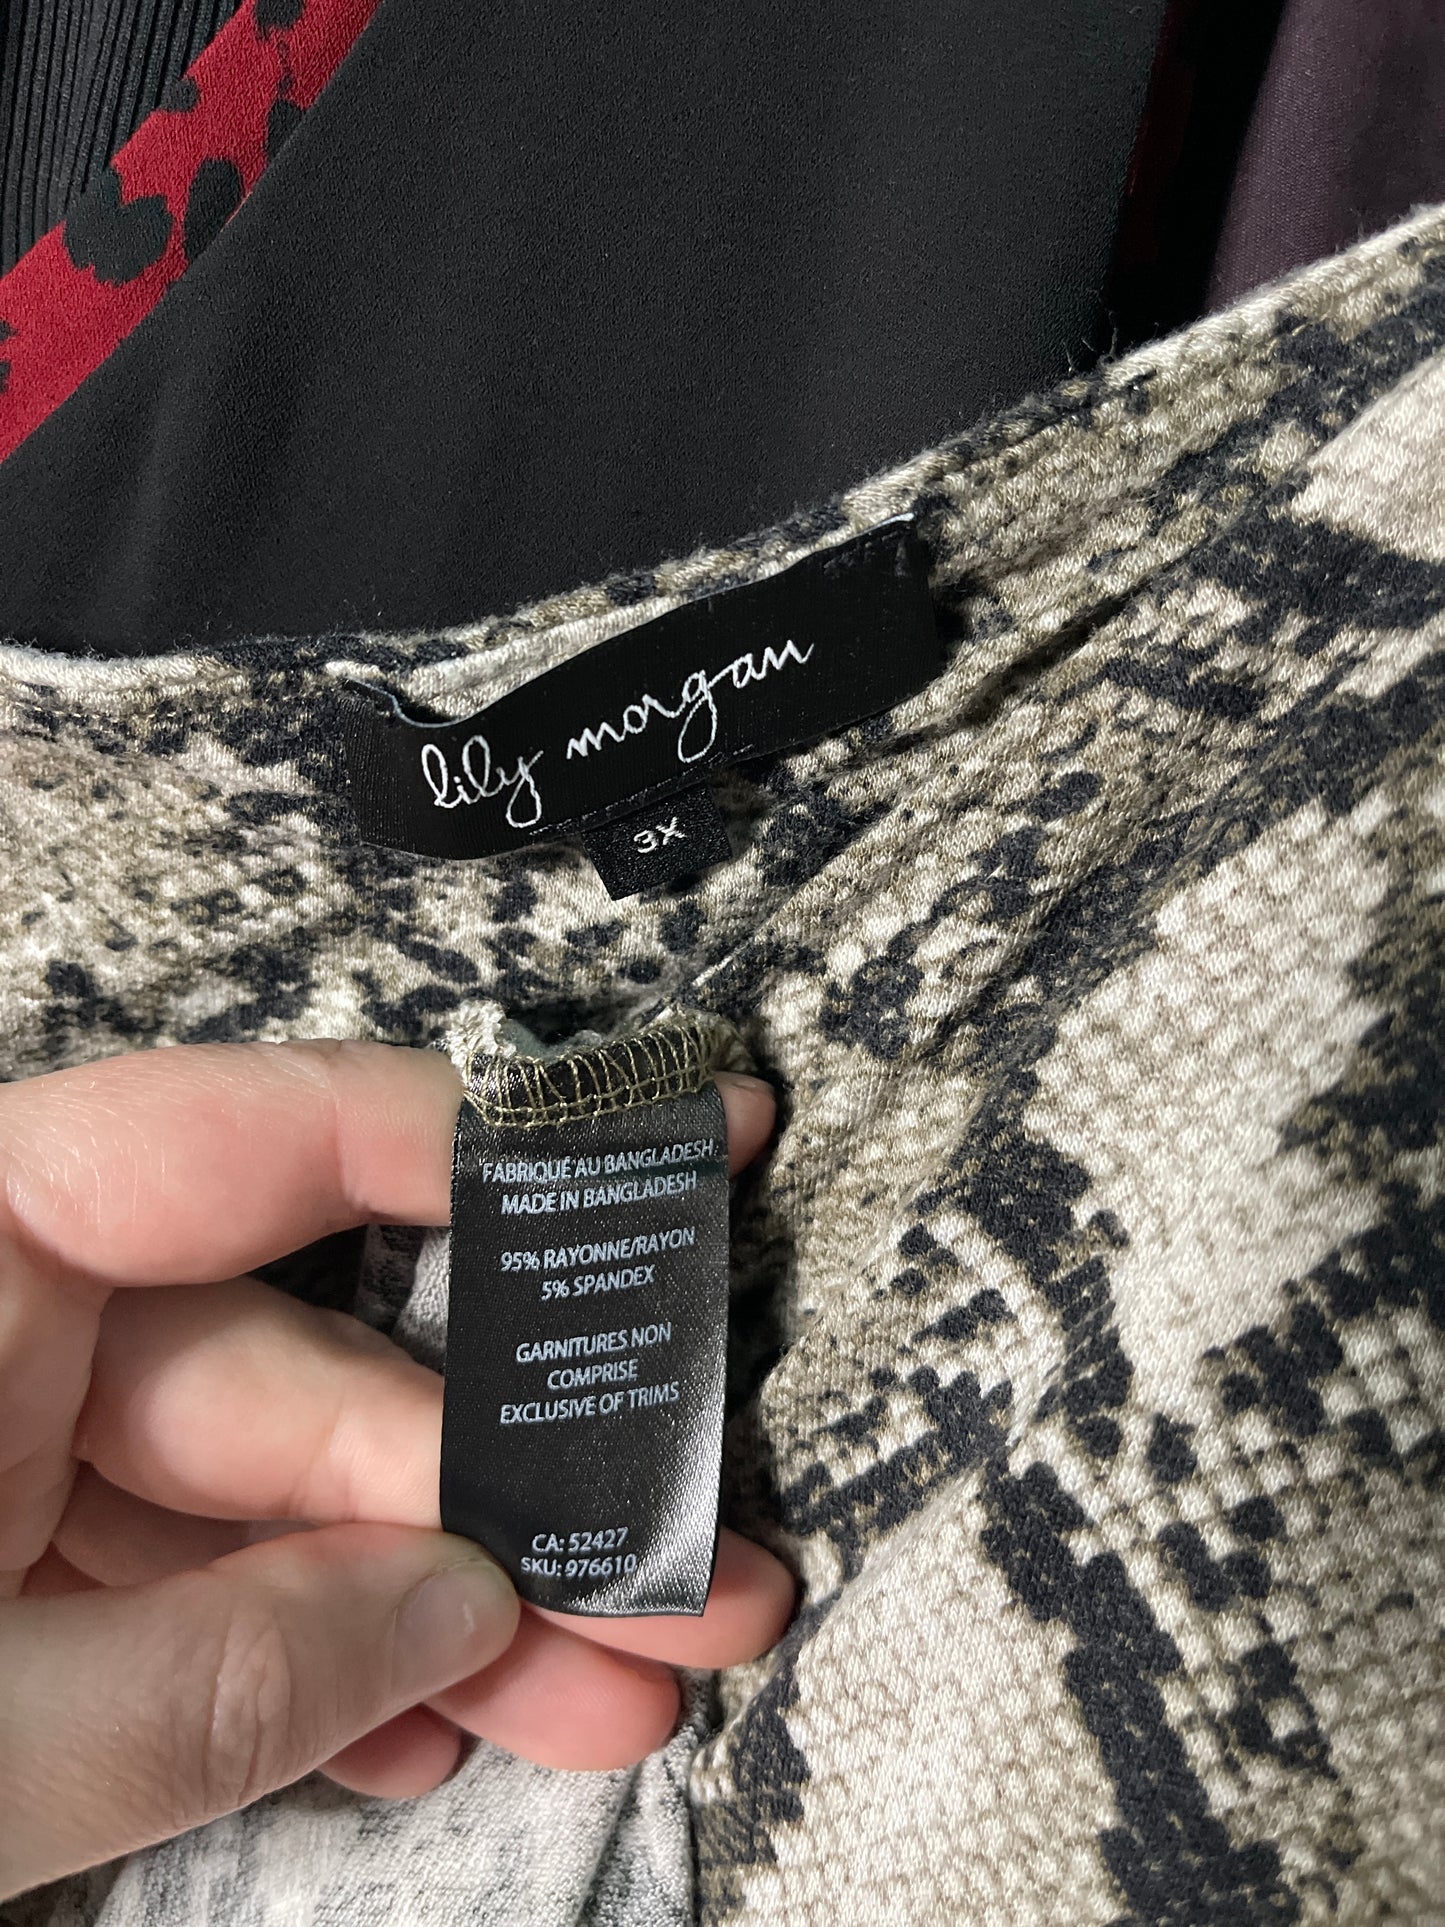 lily morgan
3X
FABRIQUÉ AU BANGLADESH
MADE IN BANGLADESH
95% RAYONNE/RAYON
5% SPANDEX
GARNITURES NON
COMPRISE
EXCLUSIVE OF TRIMS
CA: 52427
SKU: 976610